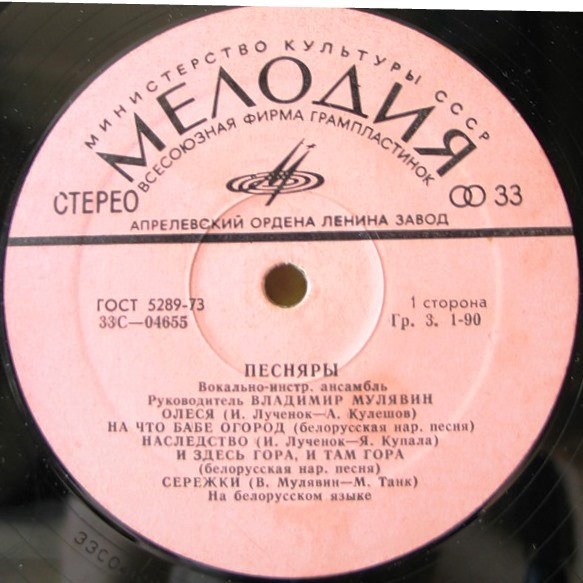 МИНИСТЕРСТВО КУЛЬТУРЫ СССР
МЕЛОДИЯ
ВСЕСОЮЗНАЯ ФИРМА ГРАМПЛАСТИНОК
СТЕРЕО
33
АПРЕЛЕВСКИЙ ОРДЕНА ЛЕНИНА ЗАВОД
ГОСТ 5289-73
1 сторона
33С—04655
Гр. 3. 1-90
ПЕСНЯРЫ
Вокально-инстр. ансамбль
Руководитель ВЛАДИМИР МУЛЯВИН
ОЛЕСЯ (И. Лученок—А. Кулешов)
НА ЧТО БАБЕ ОГОРОД (белорусская нар. песня)
НАСЛЕДСТВО (И. Лученок—Я. Купала)
И ЗДЕСЬ ГОРА, И ТАМ ГОРА
(белорусская нар. песня)
СЕРЕЖКИ (В. Мулявин—М. Танк)
На белорусском языке